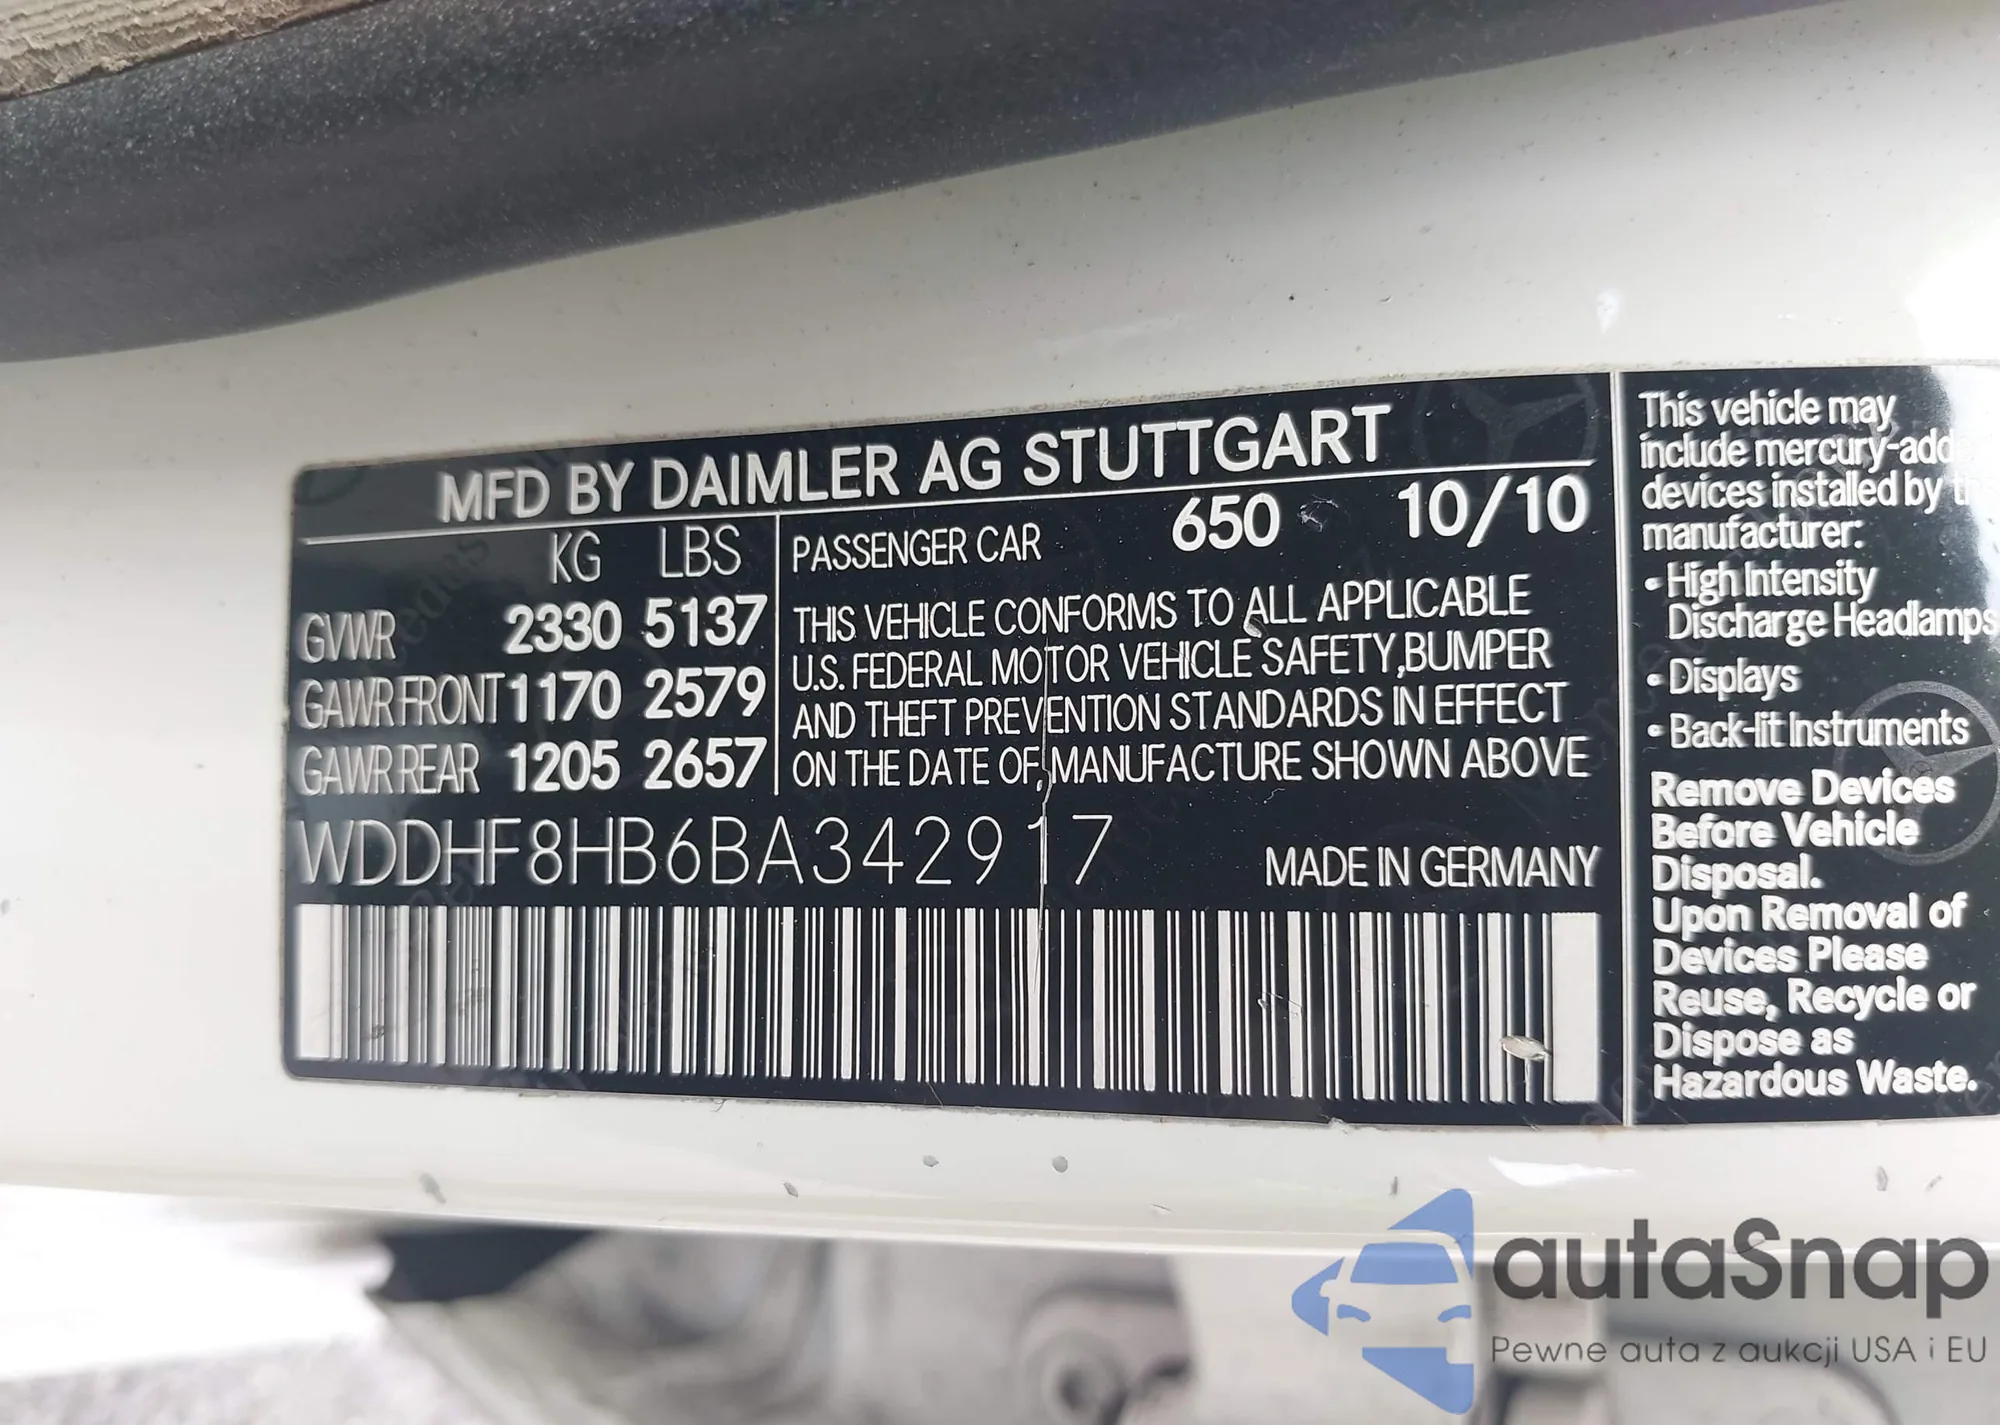 MFD BY DAIMLER AG STUTTGART
KG LBS
GVWR 2330 5137
GAWR FRONT 1170 2579
GAWR REAR 1205 2657
PASSENGER CAR 650 10/10
THIS VEHICLE CONFORMS TO ALL APPLICABLE
U.S. FEDERAL MOTOR VEHICLE SAFETY,BUMPER
AND THEFT PREVENTION STANDARDS IN EFFECT
ON THE DATE OF MANUFACTURE SHOWN ABOVE
WDDHF8HB6BA342917
MADE IN GERMANY
This vehicle may
include mercury-add
devices installed by
manufacturer:
• High Intensity
Discharge Headlamps
• Displays
• Back-lit Instruments
Remove Devices
Before Vehicle
Disposal.
Upon Removal of
Devices Please
Reuse, Recycle or
Dispose as
Hazardous Waste.
autaSnap
Pewne auta z aukcji USA i EU